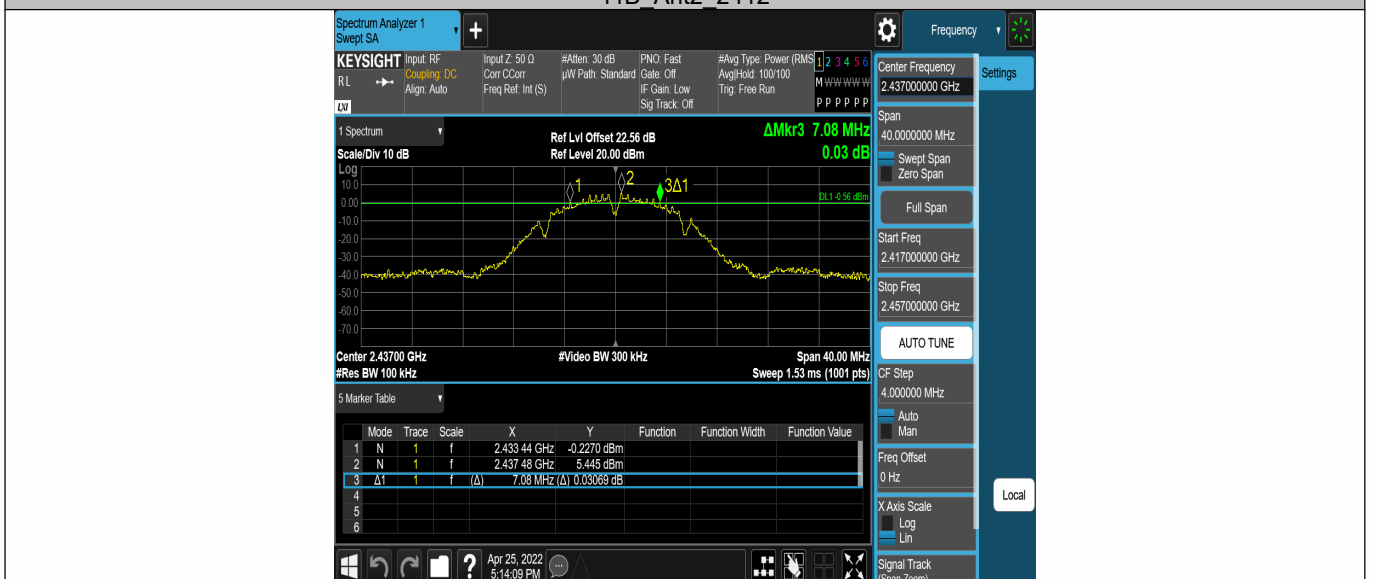 Spectrum Analyzer 1
Swept SA
+
Frequency
KEYSIGHT
RL
LXI
Input: RF
Coupling: DC
Align: Auto
Input Z: 50 Ω
Corr CCorr
Freq Ref: Int (S)
#Atten: 30 dB
µW Path: Standard
PNO: Fast
Gate: Off
IF Gain: Low
Sig Track: Off
#Avg Type: Power (RMS
Avg|Hold: 100/100
Trig: Free Run
1 2 3 4 5 6
M W W W W W
P P P P P P
Center Frequency
2.437000000 GHz
Settings
Span
40.0000000 MHz
Swept Span
Zero Span
Full Span
Start Freq
2.417000000 GHz
Stop Freq
2.457000000 GHz
AUTO TUNE
CF Step
4.000000 MHz
Auto
Man
Freq Offset
0 Hz
X Axis Scale
Log
Lin
Signal Track
(Span Zoom)
Local
1 Spectrum
Scale/Div 10 dB
Ref Lvl Offset 22.56 dB
Ref Level 20.00 dBm
ΔMkr3 7.08 MHz
0.03 dB
Log
10.0
0.00
-10.0
-20.0
-30.0
-40.0
-50.0
-60.0
-70.0
1
2
3Δ1
DL1 -0.56 dBm
Center 2.43700 GHz
#Video BW 300 kHz
Span 40.00 MHz
#Res BW 100 kHz
Sweep 1.53 ms (1001 pts)
5 Marker Table
Mode Trace Scale X Y Function Function Width Function Value
1 N 1 f 2.433 44 GHz -0.2270 dBm
2 N 1 f 2.437 48 GHz 5.445 dBm
3 Δ1 1 f (Δ) 7.08 MHz (Δ) 0.03069 dB
4
5
6
?
Apr 25, 2022
5:14:09 PM